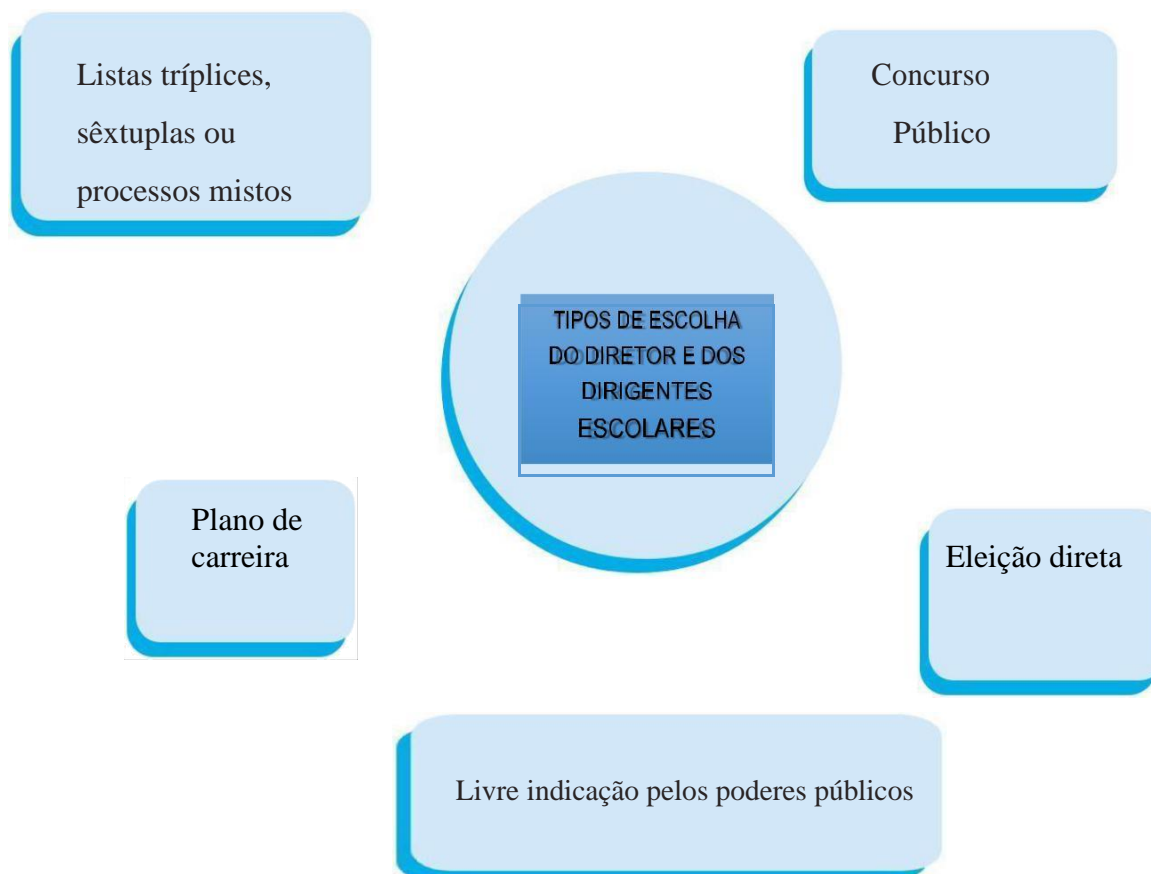 Listas tríplices,
sêxtuplas ou
processos mistos
Concurso
Público
TIPOS DE ESCOLHA
DO DIRETOR E DOS
DIRIGENTES
ESCOLARES
Plano de
carreira
Eleição direta
Livre indicação pelos poderes públicos